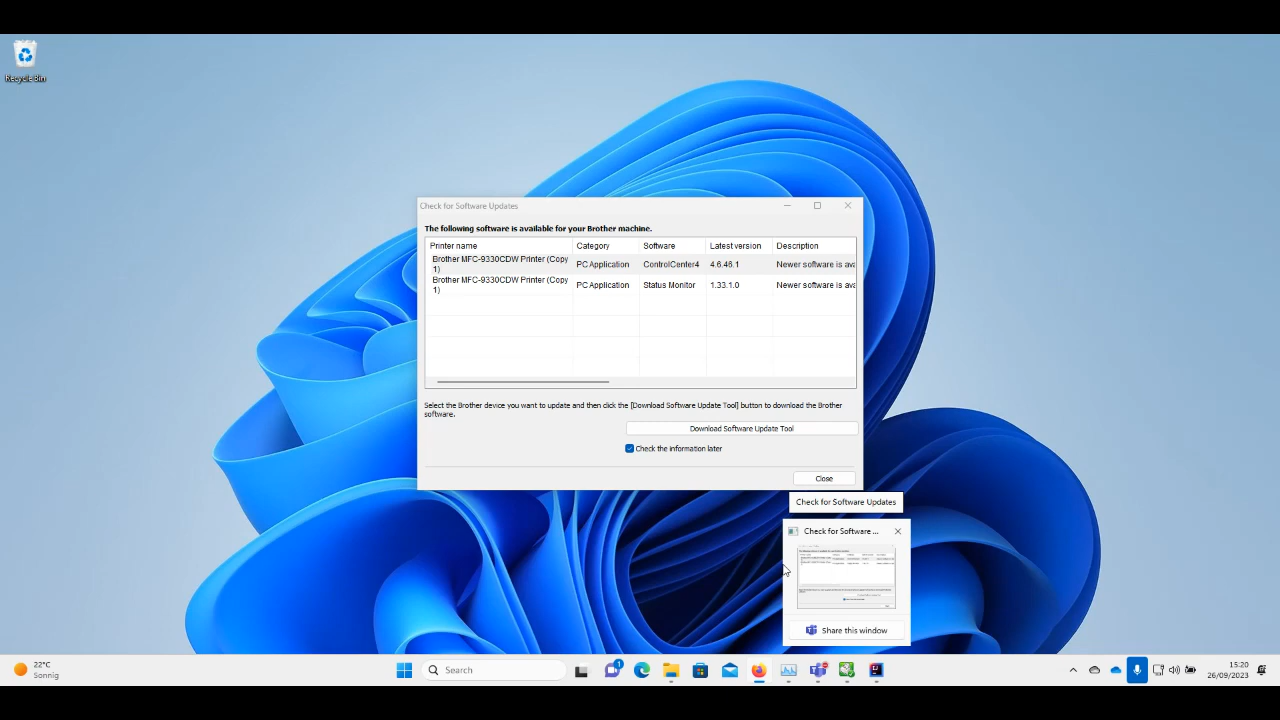 Recycle Bin
Check for Software Updates
The following software is available for your Brother machine.
Printer name Category Software Latest version Description
Brother MFC-9330CDW Printer (Copy
1) PC Application ControlCenter4 4.6.46.1 Newer software is ava
Brother MFC-9330CDW Printer (Copy
1) PC Application Status Monitor 1.33.1.0 Newer software is ava
Select the Brother device you want to update and then click the [Download Software Update Tool] button to download the Brother
software.
Download Software Update Tool
Check the information later
Close
Check for Software Updates
Check for Software ...
Share this window
22°C
Sonnig
Search
1
15:20
26/09/2023